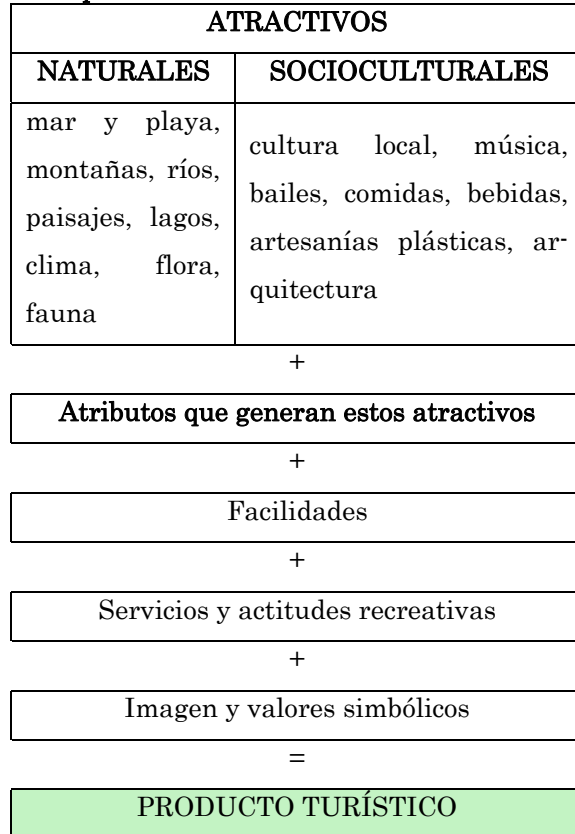 ATRACTIVOS
NATURALES
SOCIOCULTURALES
mar y playa,
montañas, ríos,
paisajes, lagos,
clima, flora,
fauna
cultura local, música,
bailes, comidas, bebidas,
artesanías plásticas, ar-
quitectura
+
Atributos que generan estos atractivos
+
Facilidades
+
Servicios y actitudes recreativas
+
Imagen y valores simbólicos
=
PRODUCTO TURÍSTICO